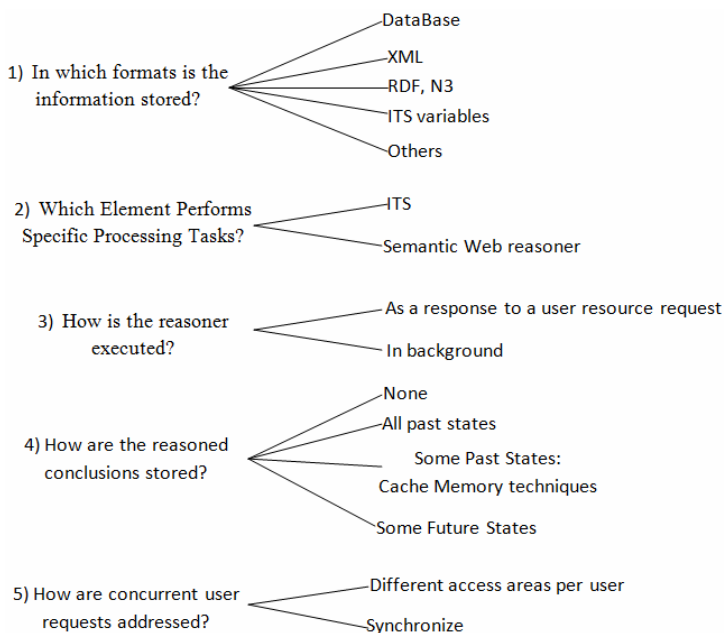 1) In which formats is the
information stored?
DataBase
XML
RDF, N3
ITS variables
Others
2) Which Element Performs
Specific Processing Tasks?
ITS
Semantic Web reasoner
3) How is the reasoner
executed?
As a response to a user resource request
In background
4) How are the reasoned
conclusions stored?
None
All past states
Some Past States:
Cache Memory techniques
Some Future States
5) How are concurrent user
requests addressed?
Different access areas per user
Synchronize